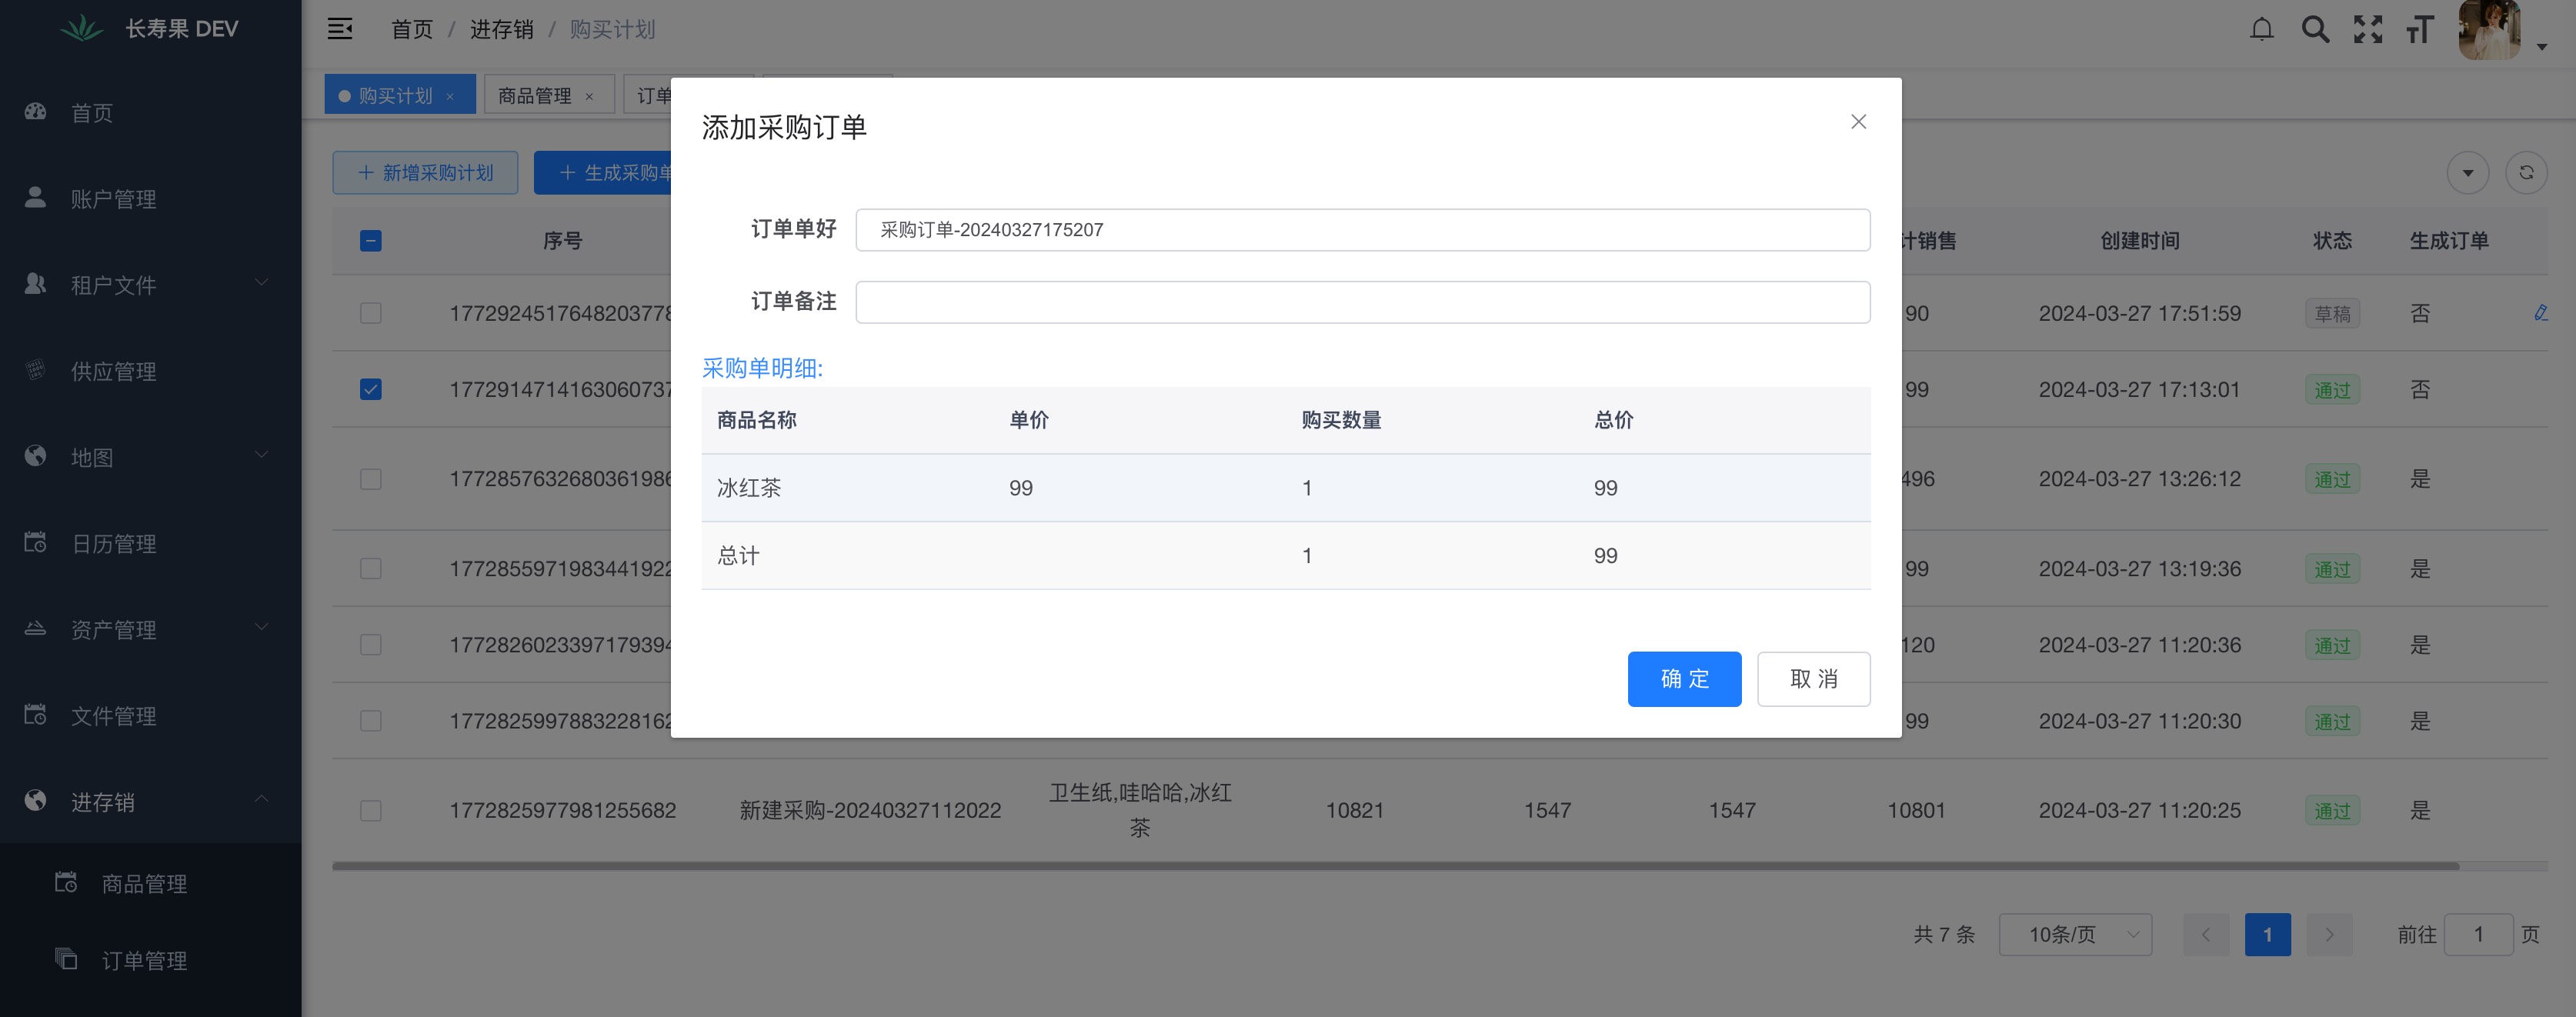 长寿果 DEV
首页 / 进存销 / 购买计划
首页
账户管理
租户文件
供应管理
地图
日历管理
资产管理
文件管理
进存销
商品管理
订单管理
购买计划 ×
商品管理 ×
订单
+ 新增采购计划
+ 生成采购单
序号
计销售
创建时间
状态
生成订单
1772924517648203778
90
2024-03-27 17:51:59
草稿
否
177291471416306073
99
2024-03-27 17:13:01
通过
否
177285763268036198
496
2024-03-27 13:26:12
通过
是
1772855971983441922
99
2024-03-27 13:19:36
通过
是
177282602339717939
120
2024-03-27 11:20:36
通过
是
1772825997883228162
99
2024-03-27 11:20:30
通过
是
1772825977981255682
新建采购-20240327112022
卫生纸,哇哈哈,冰红
茶
10821
1547
1547
10801
2024-03-27 11:20:25
通过
是
共 7 条
10条/页
1
前往 1 页
添加采购订单
订单单好
采购订单-20240327175207
订单备注
采购单明细:
商品名称 单价 购买数量 总价
冰红茶 99 1 99
总计 1 99
确 定
取 消